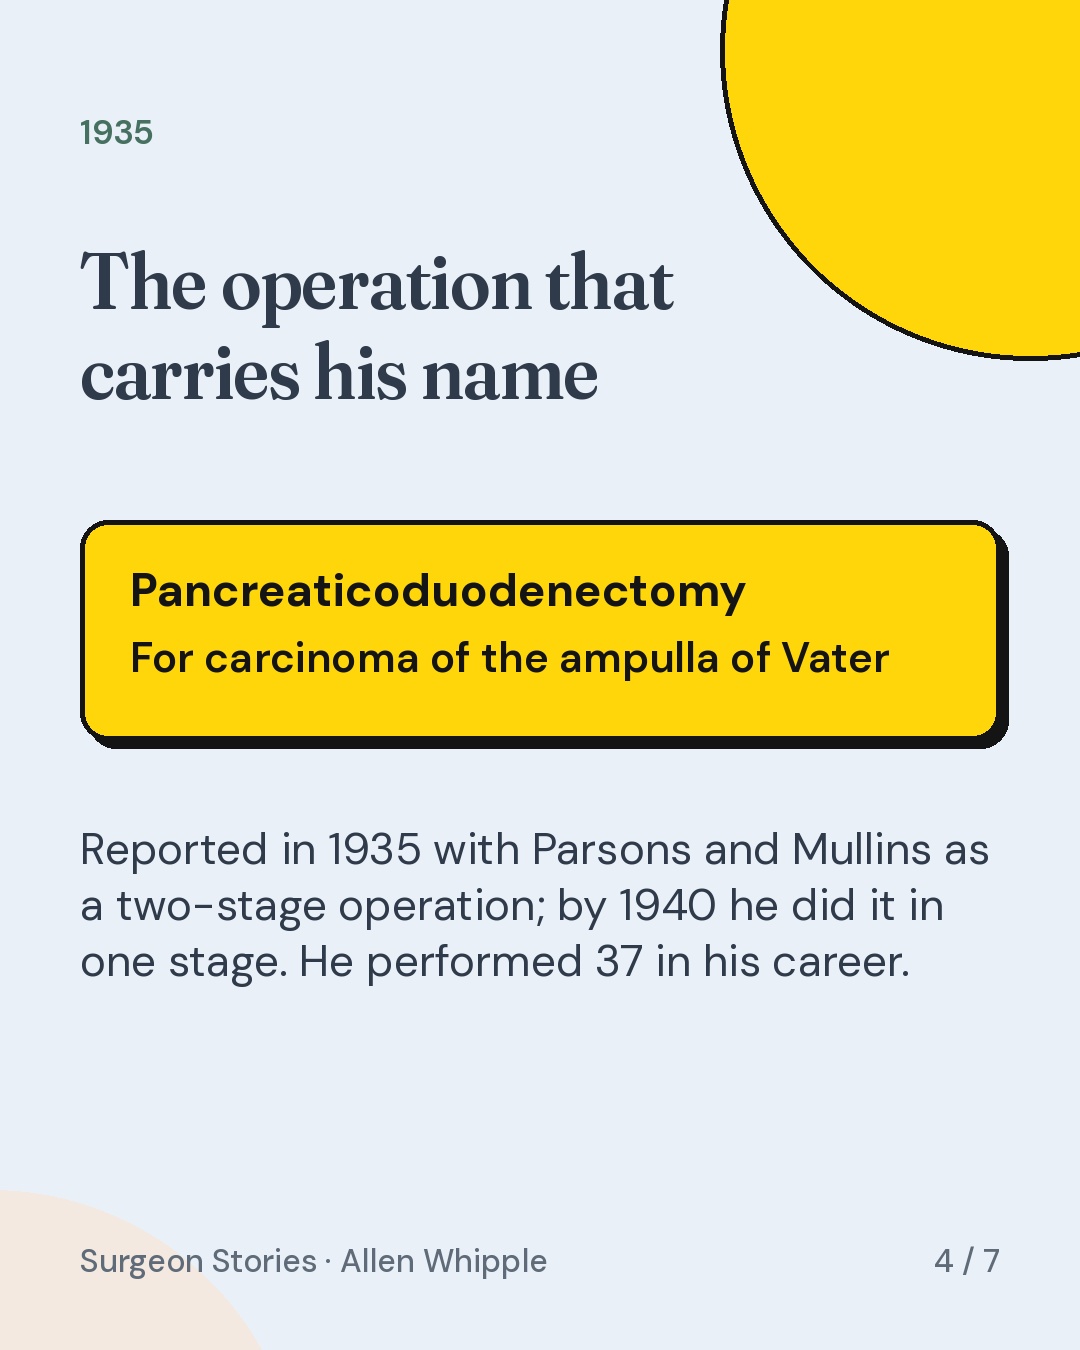 1935
The operation that
carries his name
Pancreaticoduodenectomy
For carcinoma of the ampulla of Vater
Reported in 1935 with Parsons and Mullins as
a two-stage operation; by 1940 he did it in
one stage. He performed 37 in his career.
Surgeon Stories · Allen Whipple
4 / 7